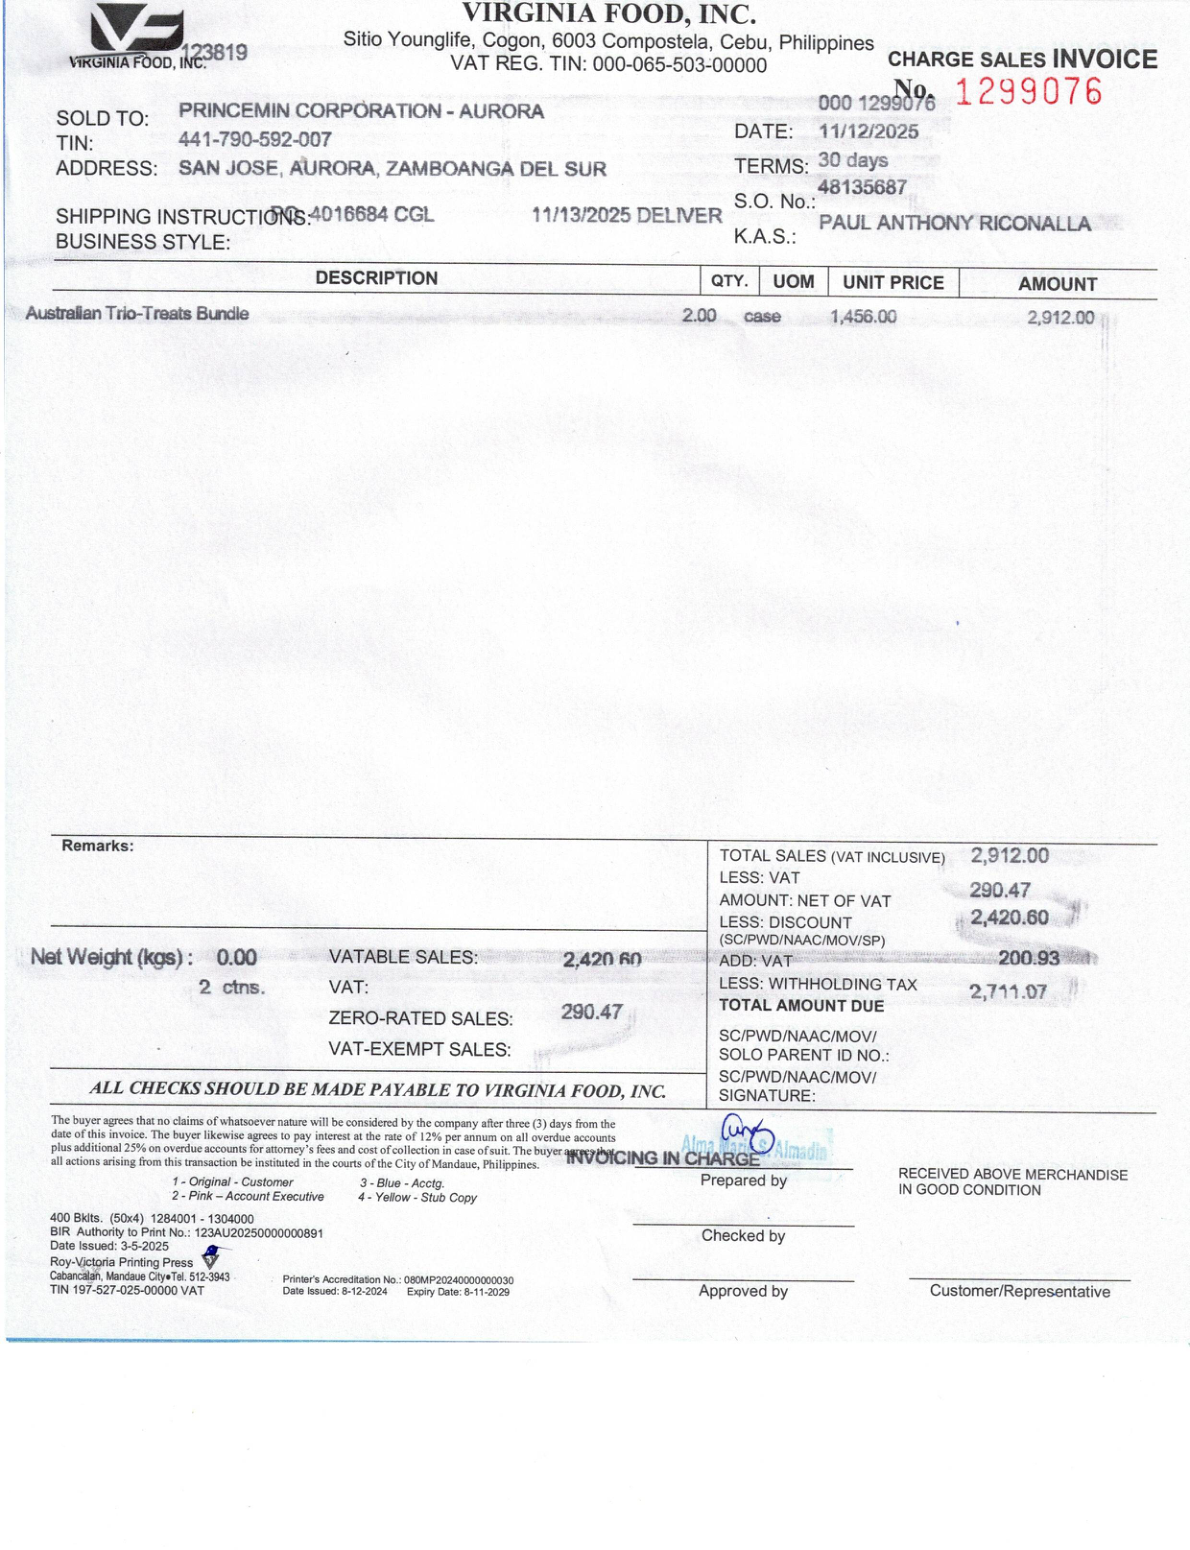 VIRGINIA FOOD, INC.
Sitio Younglife, Cogon, 6003 Compostela, Cebu, Philippines
VAT REG. TIN: 000-065-503-00000
VIRGINIA FOOD, INC.
123819
CHARGE SALES INVOICE
No. 1299076
000 1299076
SOLD TO: PRINCEMIN CORPORATION - AURORA
TIN: 441-790-592-007
ADDRESS: SAN JOSE, AURORA, ZAMBOANGA DEL SUR
DATE: 11/12/2025
TERMS: 30 days
S.O. No.: 48135687
K.A.S.: PAUL ANTHONY RICONALLA
SHIPPING INSTRUCTIONS: 4016684 CGL 11/13/2025 DELIVER
BUSINESS STYLE:
DESCRIPTION QTY. UOM UNIT PRICE AMOUNT
Australian Trio-Treats Bundle 2.00 case 1,456.00 2,912.00
Remarks:
TOTAL SALES (VAT INCLUSIVE) 2,912.00
LESS: VAT 290.47
AMOUNT: NET OF VAT
LESS: DISCOUNT 2,420.60
(SC/PWD/NAAC/MOV/SP)
ADD: VAT 200.93
LESS: WITHHOLDING TAX 2,711.07
TOTAL AMOUNT DUE
SC/PWD/NAAC/MOV/
SOLO PARENT ID NO.:
SC/PWD/NAAC/MOV/
SIGNATURE:
Net Weight (kgs) : 0.00
2 ctns.
VATABLE SALES: 2,420.60
VAT:
ZERO-RATED SALES: 290.47
VAT-EXEMPT SALES:
ALL CHECKS SHOULD BE MADE PAYABLE TO VIRGINIA FOOD, INC.
The buyer agrees that no claims of whatsoever nature will be considered by the company after three (3) days from the
date of this invoice. The buyer likewise agrees to pay interest at the rate of 12% per annum on all overdue accounts
plus additional 25% on overdue accounts for attorney's fees and cost of collection in case of suit. The buyer agrees that
all actions arising from this transaction be instituted in the courts of the City of Mandaue, Philippines.
1 - Original - Customer 3 - Blue - Acctg.
2 - Pink – Account Executive 4 - Yellow - Stub Copy
400 Bklts. (50x4) 1284001 - 1304000
BIR Authority to Print No.: 123AU20250000000891
Date Issued: 3-5-2025
Roy-Victoria Printing Press
Cabancalan, Mandaue City•Tel. 512-3943
TIN 197-527-025-00000 VAT
Printer's Accreditation No.: 080MP20240000000030
Date Issued: 8-12-2024 Expiry Date: 8-11-2029
Alma Marie S. Almadin
INVOICING IN CHARGE
Prepared by
Checked by
Approved by
RECEIVED ABOVE MERCHANDISE
IN GOOD CONDITION
Customer/Representative